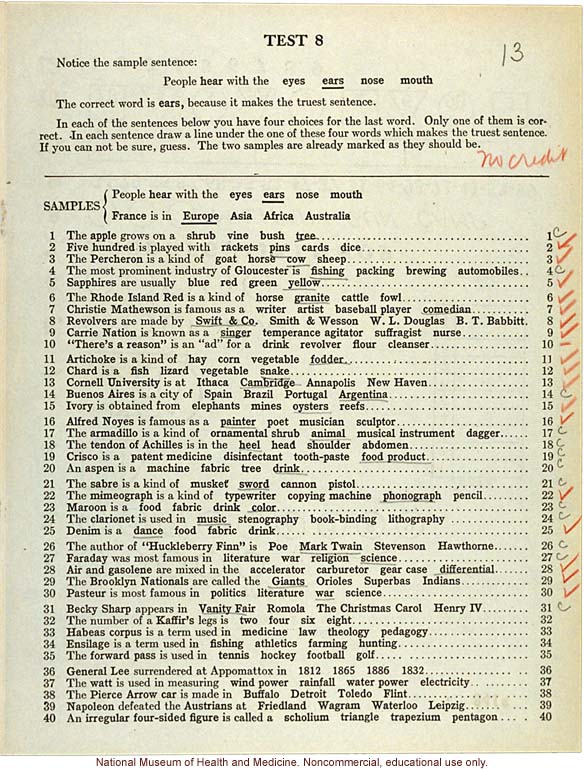 TEST 8
13
Notice the sample sentence:
People hear with the eyes ears nose mouth
The correct word is ears, because it makes the truest sentence.
In each of the sentences below you have four choices for the last word. Only one of them is cor-
rect. In each sentence draw a line under the one of these four words which makes the truest sentence.
If you can not be sure, guess. The two samples are already marked as they should be.
No credit
SAMPLES { People hear with the eyes ears nose mouth
France is in Europe Asia Africa Australia
1 The apple grows on a shrub vine bush tree 1 C
2 Five hundred is played with rackets pins cards dice 2
3 The Percheron is a kind of goat horse cow sheep 3
4 The most prominent industry of Gloucester is fishing packing brewing automobiles 4 C
5 Sapphires are usually blue red green yellow 5
6 The Rhode Island Red is a kind of horse granite cattle fowl 6
7 Christie Mathewson is famous as a writer artist baseball player comedian 7
8 Revolvers are made by Swift & Co. Smith & Wesson W. L. Douglas B. T. Babbitt. 8
9 Carrie Nation is known as a singer temperance agitator suffragist nurse 9
10 "There's a reason" is an "ad" for a drink revolver flour cleanser 10
11 Artichoke is a kind of hay corn vegetable fodder 11
12 Chard is a fish lizard vegetable snake 12
13 Cornell University is at Ithaca Cambridge Annapolis New Haven 13
14 Buenos Aires is a city of Spain Brazil Portugal Argentina 14 C
15 Ivory is obtained from elephants mines oysters reefs 15
16 Alfred Noyes is famous as a painter poet musician sculptor 16
17 The armadillo is a kind of ornamental shrub animal musical instrument dagger 17 C
18 The tendon of Achilles is in the heel head shoulder abdomen 18 C
19 Crisco is a patent medicine disinfectant tooth-paste food product 19 C
20 An aspen is a machine fabric tree drink 20
21 The sabre is a kind of musket sword cannon pistol 21 C
22 The mimeograph is a kind of typewriter copying machine phonograph pencil 22
23 Maroon is a food fabric drink color 23 C
24 The clarionet is used in music stenography book-binding lithography 24 C
25 Denim is a dance food fabric drink 25
26 The author of "Huckleberry Finn" is Poe Mark Twain Stevenson Hawthorne 26 C
27 Faraday was most famous in literature war religion science 27 C
28 Air and gasoline are mixed in the accelerator carburetor gear case differential 28
29 The Brooklyn Nationals are called the Giants Orioles Superbas Indians 29
30 Pasteur is most famous in politics literature war science 30
31 Becky Sharp appears in Vanity Fair Romola The Christmas Carol Henry IV 31 C
32 The number of a Kaffir's legs is two four six eight 32
33 Habeas corpus is a term used in medicine law theology pedagogy 33
34 Ensilage is a term used in fishing athletics farming hunting 34
35 The forward pass is used in tennis hockey football golf 35
36 General Lee surrendered at Appomattox in 1812 1865 1886 1832 36
37 The watt is used in measuring wind power rainfall water power electricity 37
38 The Pierce Arrow car is made in Buffalo Detroit Toledo Flint 38
39 Napoleon defeated the Austrians at Friedland Wagram Waterloo Leipzig 39
40 An irregular four-sided figure is called a scholium triangle trapezium pentagon 40
National Museum of Health and Medicine. Noncommercial, educational use only.